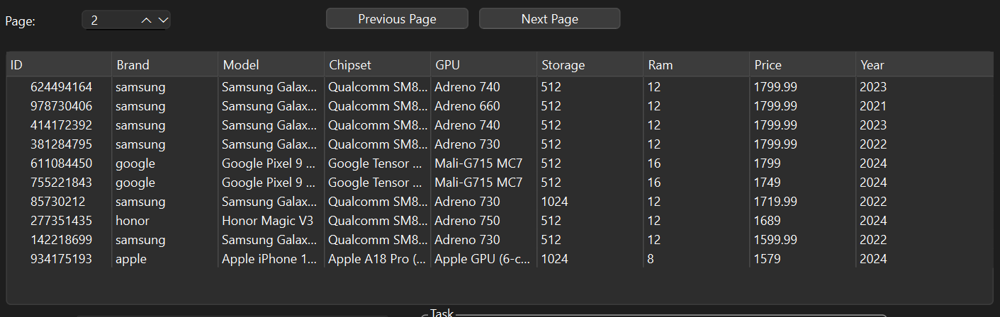 Page: 2 Previous Page Next Page
ID Brand Model Chipset GPU Storage Ram Price Year
624494164 samsung Samsung Galax... Qualcomm SM8... Adreno 740 512 12 1799.99 2023
978730406 samsung Samsung Galax... Qualcomm SM8... Adreno 660 512 12 1799.99 2021
414172392 samsung Samsung Galax... Qualcomm SM8... Adreno 740 512 12 1799.99 2023
381284795 samsung Samsung Galax... Qualcomm SM8... Adreno 730 512 12 1799.99 2022
611084450 google Google Pixel 9 ... Google Tensor ... Mali-G715 MC7 512 16 1799 2024
755221843 google Google Pixel 9 ... Google Tensor ... Mali-G715 MC7 512 16 1749 2024
85730212 samsung Samsung Galax... Qualcomm SM8... Adreno 730 1024 12 1719.99 2022
277351435 honor Honor Magic V3 Qualcomm SM8... Adreno 750 512 12 1689 2024
142218699 samsung Samsung Galax... Qualcomm SM8... Adreno 730 512 12 1599.99 2022
934175193 apple Apple iPhone 1... Apple A18 Pro (... Apple GPU (6-c... 1024 8 1579 2024
Task